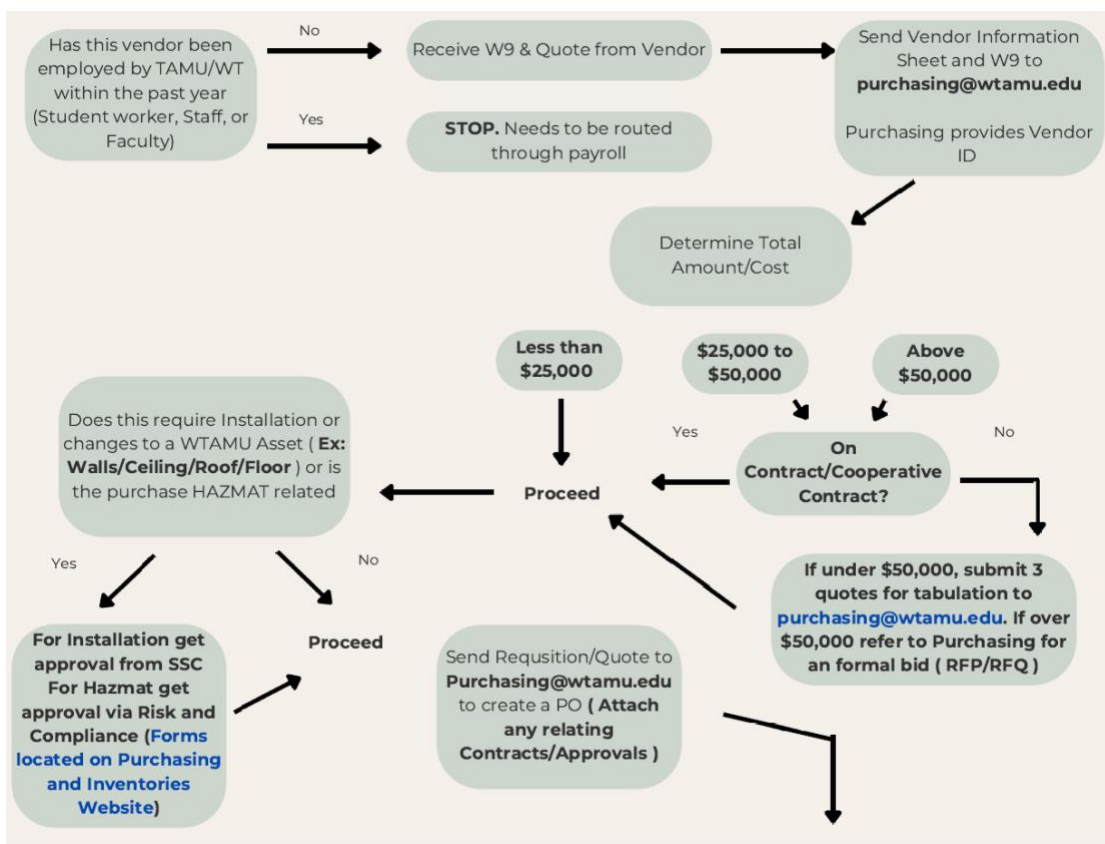 Has this vendor been
employed by TAMU/WT
within the past year
(Student worker, Staff, or
Faculty)
No
Yes
Receive W9 & Quote from Vendor
STOP. Needs to be routed
through payroll
Send Vendor Information
Sheet and W9 to
purchasing@wtamu.edu
Purchasing provides Vendor
ID
Determine Total
Amount/Cost
Less than
$25,000
$25,000 to
$50,000
Above
$50,000
On
Contract/Cooperative
Contract?
Yes
No
Proceed
If under $50,000, submit 3
quotes for tabulation to
purchasing@wtamu.edu. If over
$50,000 refer to Purchasing for
an formal bid ( RFP/RFQ )
Does this require Installation or
changes to a WTAMU Asset ( Ex:
Walls/Ceiling/Roof/Floor ) or is
the purchase HAZMAT related
Yes
No
For Installation get
approval from SSC
For Hazmat get
approval via Risk and
Compliance (Forms
located on Purchasing
and Inventories
Website)
Proceed
Send Requsition/Quote to
Purchasing@wtamu.edu
to create a PO ( Attach
any relating
Contracts/Approvals )